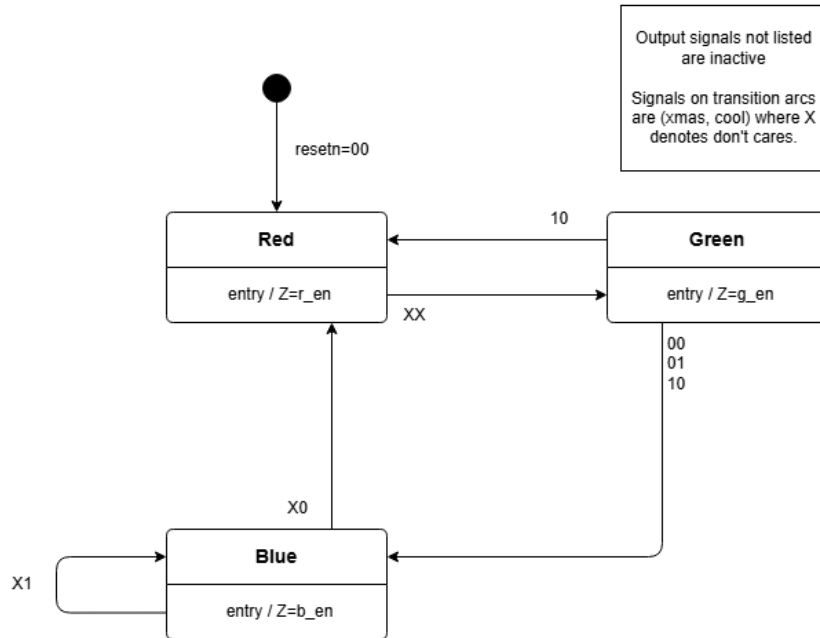 Output signals not listed
are inactive
Signals on transition arcs
are (xmas, cool) where X
denotes don't cares.
resetn=00
Red
entry / Z=r_en
10
Green
entry / Z=g_en
XX
00
01
10
X0
Blue
entry / Z=b_en
X1